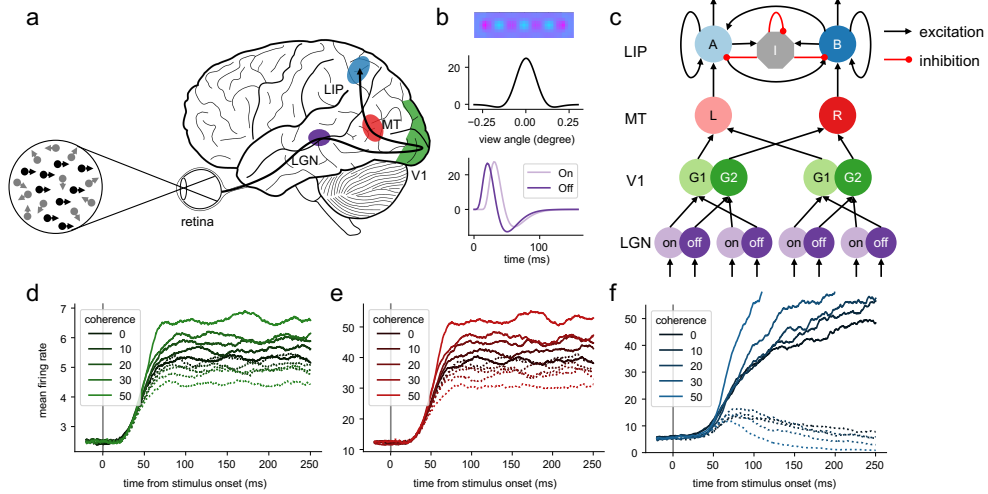 a
LIP
MT
LGN
V1
retina
b
20
0
−0.25 0.00 0.25
view angle (degree)
On
Off
20
0
0 100
time (ms)
c
LIP
A
I
B
excitation
inhibition
MT
L
R
V1
G1
G2
G1
G2
LGN
on
off
on
off
on
off
on
off
d
coherence
0
10
20
30
50
7
6
5
4
3
mean firing rate
0 50 100 150 200 250
time from stimulus onset (ms)
e
coherence
0
10
20
30
50
50
40
30
20
10
0 50 100 150 200 250
time from stimulus onset (ms)
f
coherence
0
10
20
30
50
60
50
40
30
20
10
0
0 50 100 150 200 250
time from stimulus onset (ms)